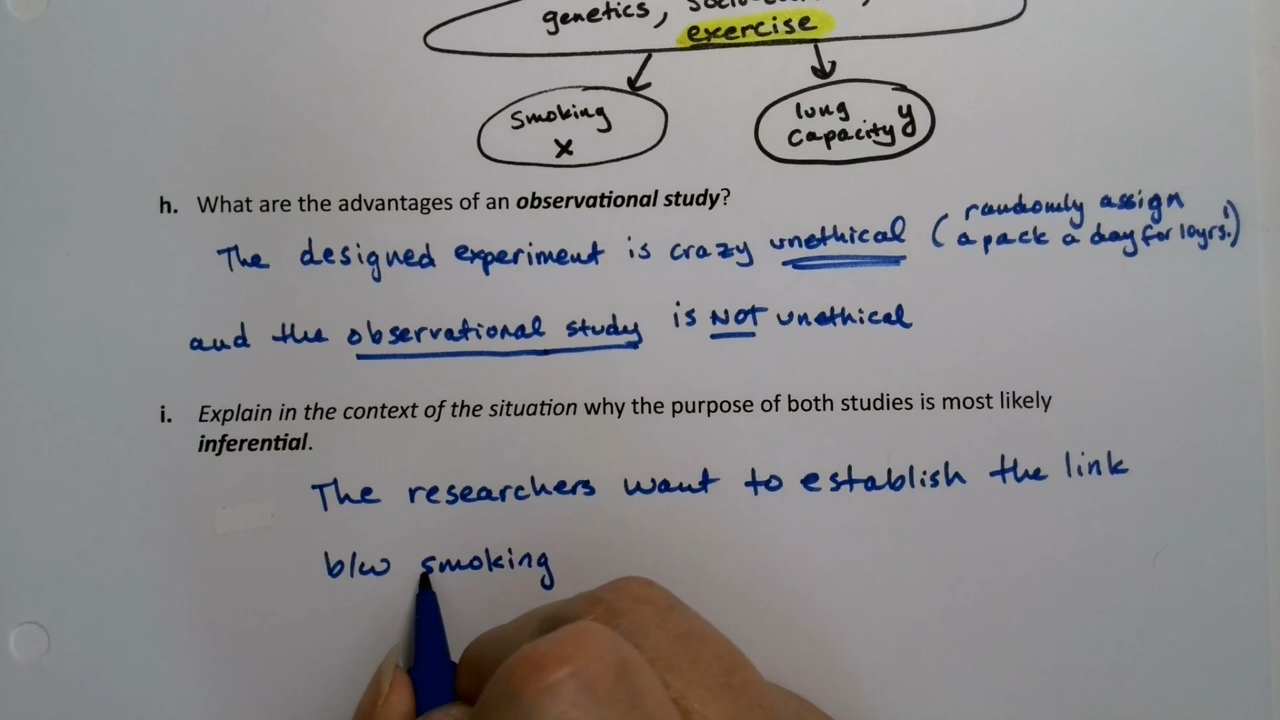 genetics,
exercise
smoking
x
lung
capacity y
h. What are the advantages of an observational study?
The designed experiment is crazy unethical (randomly assign
a pack a day for 10yrs!)
and the observational study is NOT unethical
i. Explain in the context of the situation why the purpose of both studies is most likely
inferential.
The researchers want to establish the link
b/w smoking